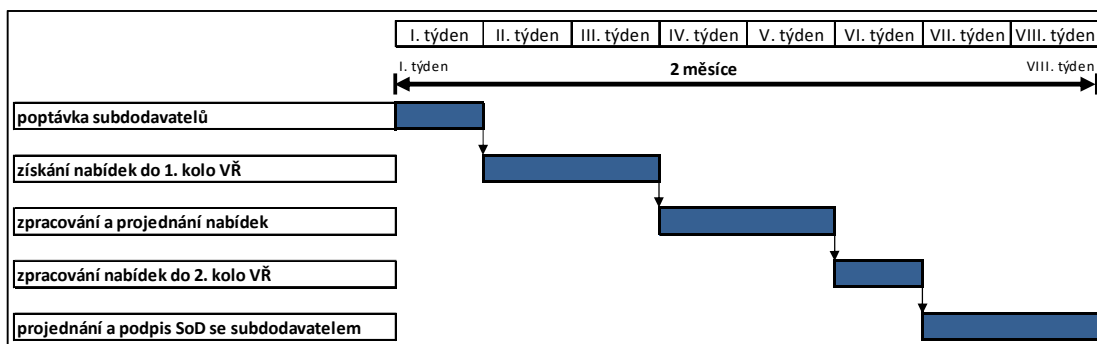 I. týden II. týden III. týden IV. týden V. týden VI. týden VII. týden VIII. týden
I. týden 2 měsíce VIII. týden
poptávka subdodavatelů
získání nabídek do 1. kolo VŘ
zpracování a projednání nabídek
zpracování nabídek do 2. kolo VŘ
projednání a podpis SoD se subdodavatelem